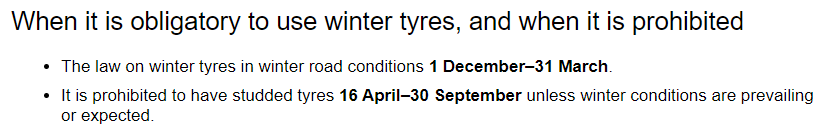 When it is obligatory to use winter tyres, and when it is prohibited
• The law on winter tyres in winter road conditions 1 December–31 March.
• It is prohibited to have studded tyres 16 April–30 September unless winter conditions are prevailing
or expected.